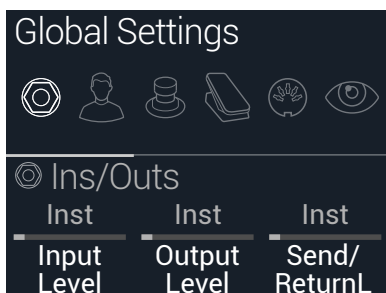 Global Settings
Ins/Outs
Inst Inst Inst
Input Output Send/
Level Level ReturnL